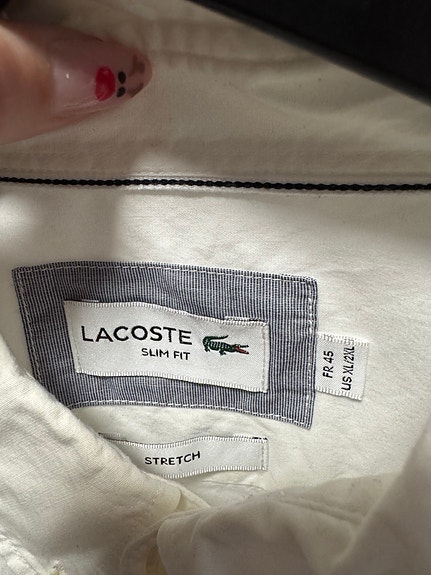 LACOSTE
SLIM FIT
FR 45
US XL/2XL
STRETCH